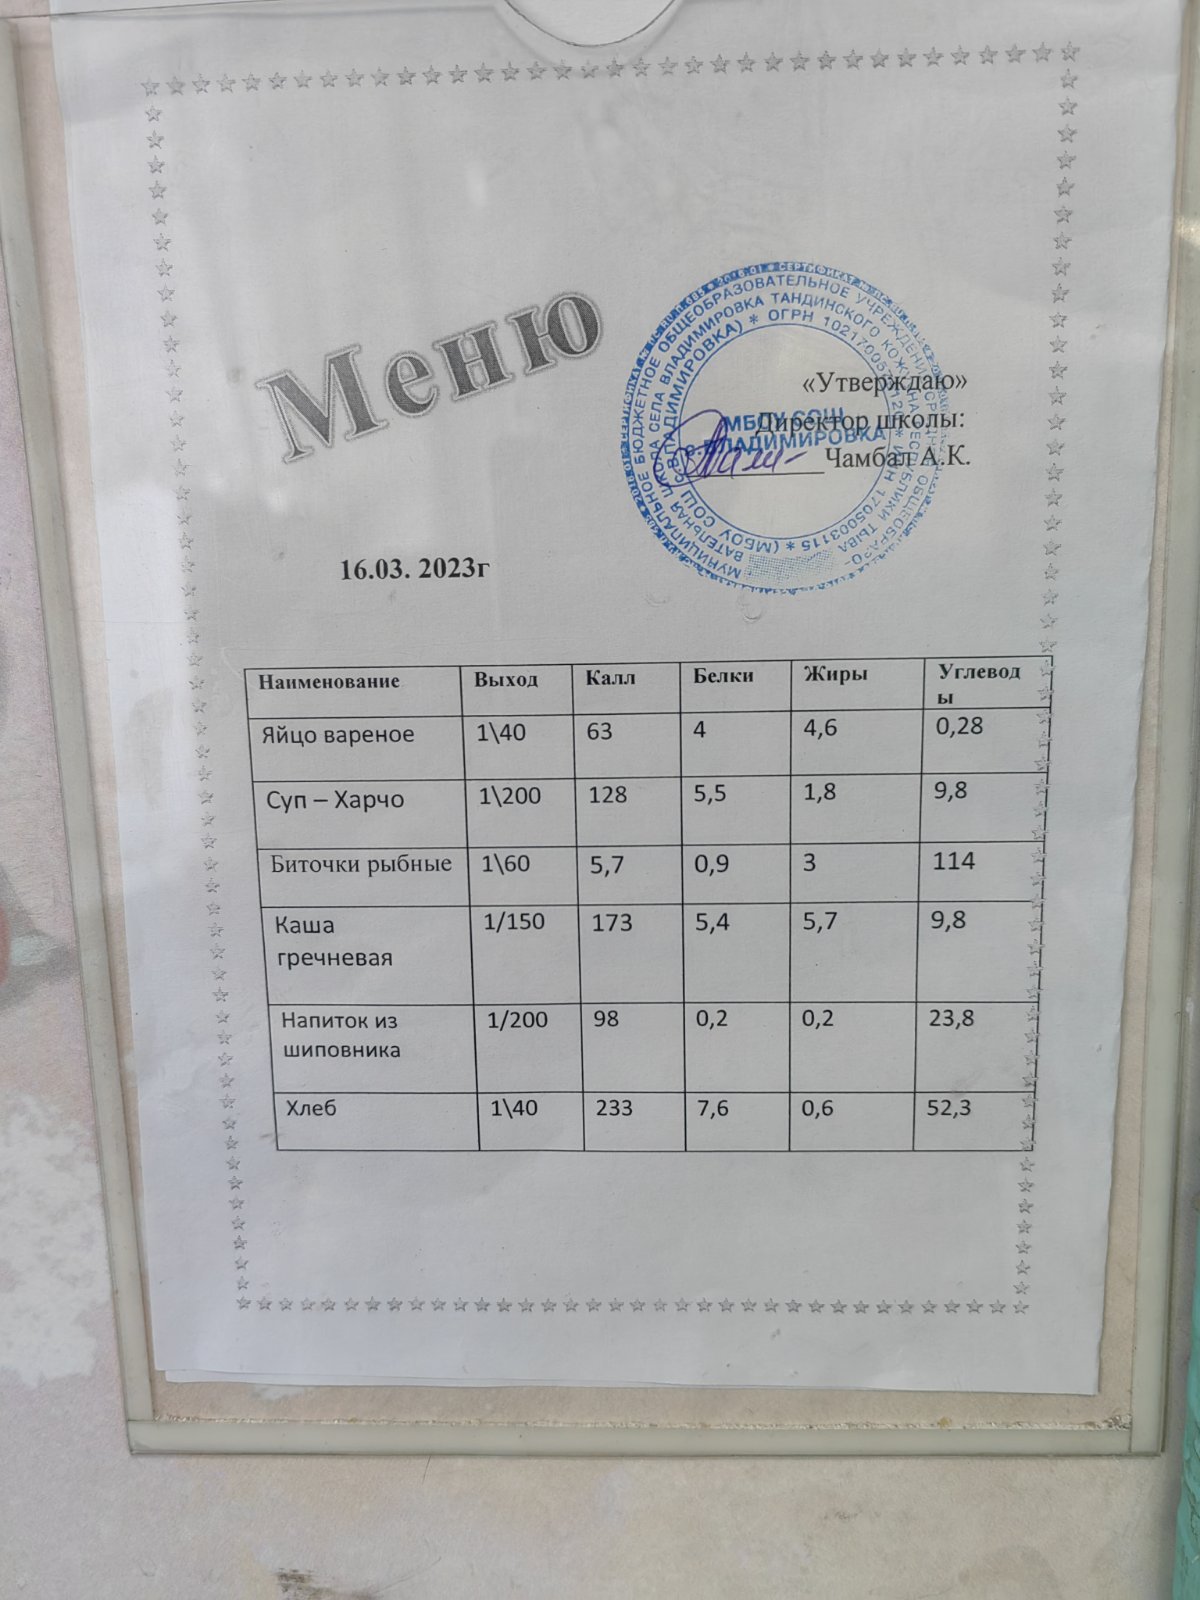 Меню
«Утверждаю»
Директор школы:
Чамбал А.К.
МБОУ СОШ
с.ВЛАДИМИРОВКА
16.03. 2023г
Наименование Выход Калл Белки Жиры Углевод
ы
Яйцо вареное 1\40 63 4 4,6 0,28
Суп – Харчо 1\200 128 5,5 1,8 9,8
Биточки рыбные 1\60 5,7 0,9 3 114
Каша 1/150 173 5,4 5,7 9,8
гречневая
Напиток из 1/200 98 0,2 0,2 23,8
шиповника
Хлеб 1\40 233 7,6 0,6 52,3